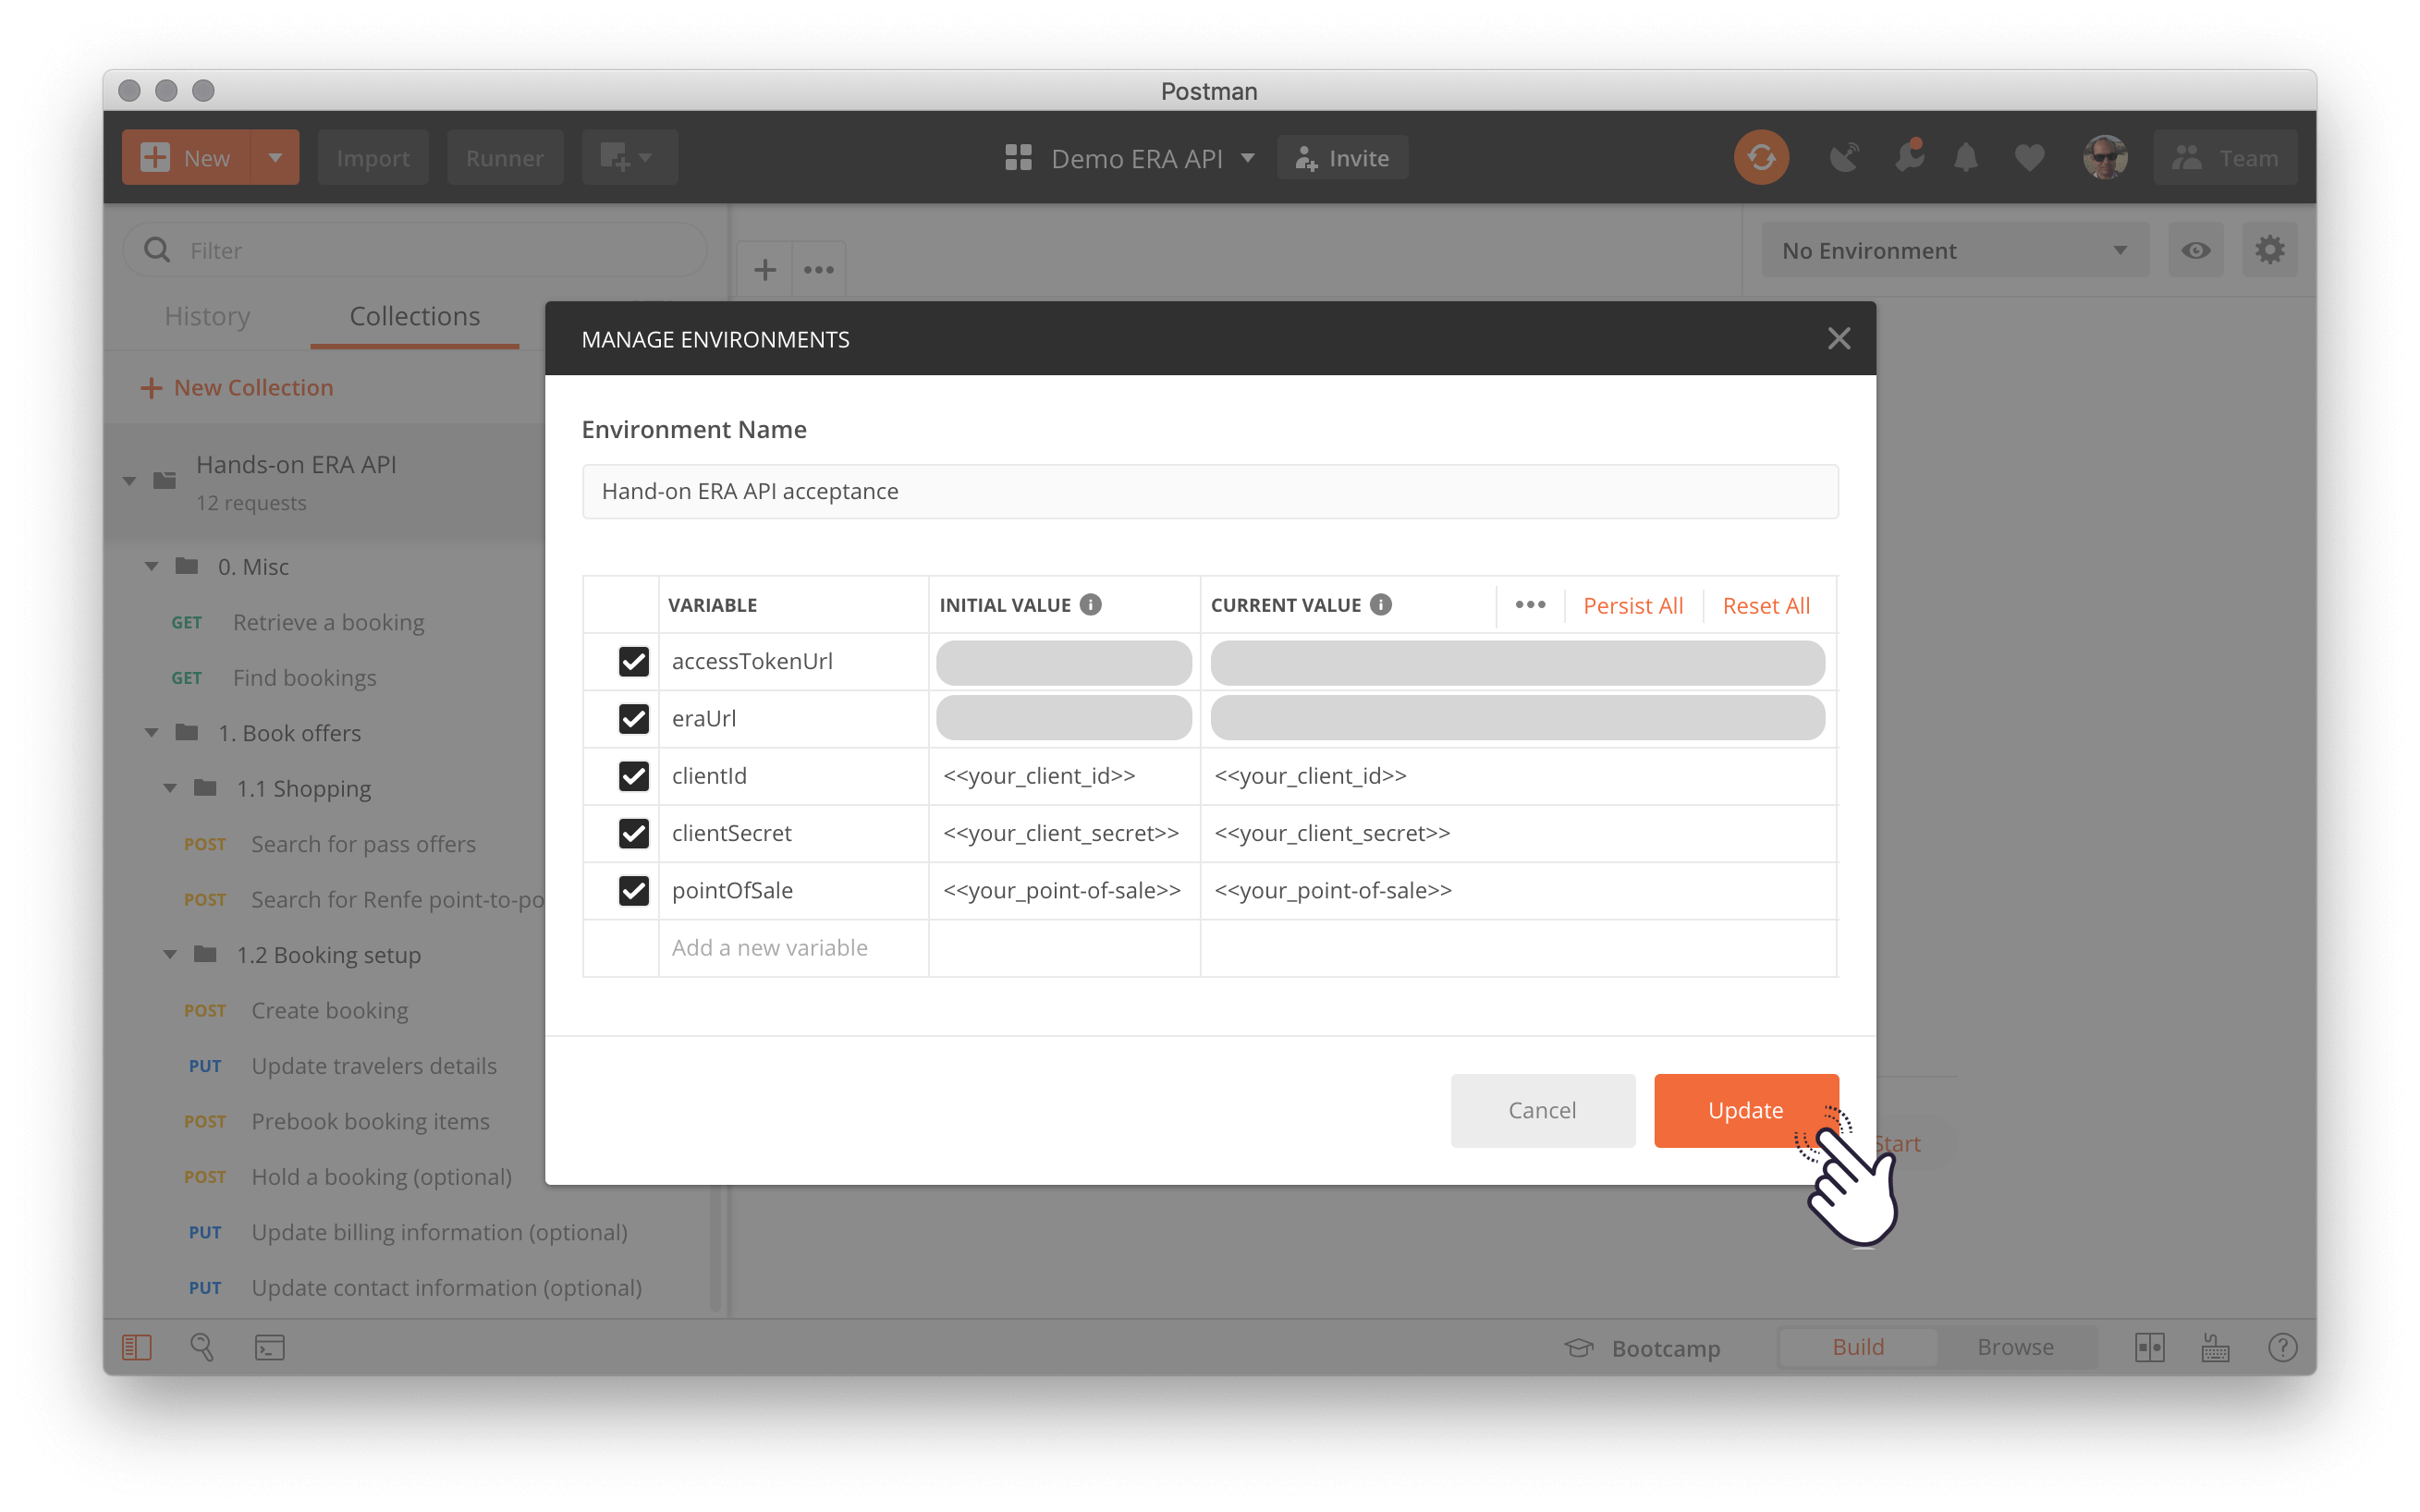 Postman
New
Import
Runner
Demo ERA API
Invite
Team
Filter
No Environment
History
Collections
New Collection
Hands-on ERA API
12 requests
0. Misc
GET Retrieve a booking
GET Find bookings
1. Book offers
1.1 Shopping
POST Search for pass offers
POST Search for Renfe point-to-po
1.2 Booking setup
POST Create booking
PUT Update travelers details
POST Prebook booking items
POST Hold a booking (optional)
PUT Update billing information (optional)
PUT Update contact information (optional)
MANAGE ENVIRONMENTS
Environment Name
Hand-on ERA API acceptance
VARIABLE INITIAL VALUE CURRENT VALUE ••• Persist All Reset All
accessTokenUrl
eraUrl
clientId <<your_client_id>> <<your_client_id>>
clientSecret <<your_client_secret>> <<your_client_secret>>
pointOfSale <<your_point-of-sale>> <<your_point-of-sale>>
Add a new variable
Cancel
Update
Start
Bootcamp
Build
Browse